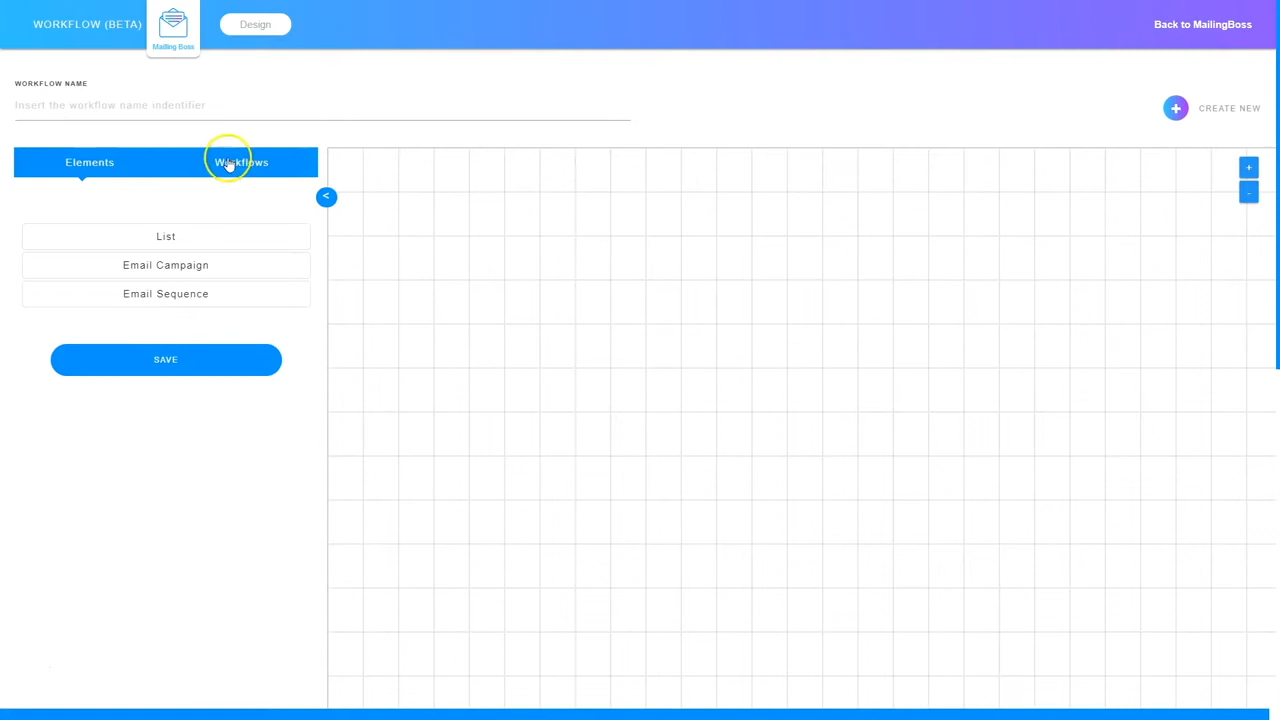 WORKFLOW (BETA)
Mailing Boss
Design
Back to MailingBoss
WORKFLOW NAME
Insert the workflow name indentifier
CREATE NEW
Elements
Workflows
<
+
-
List
Email Campaign
Email Sequence
SAVE